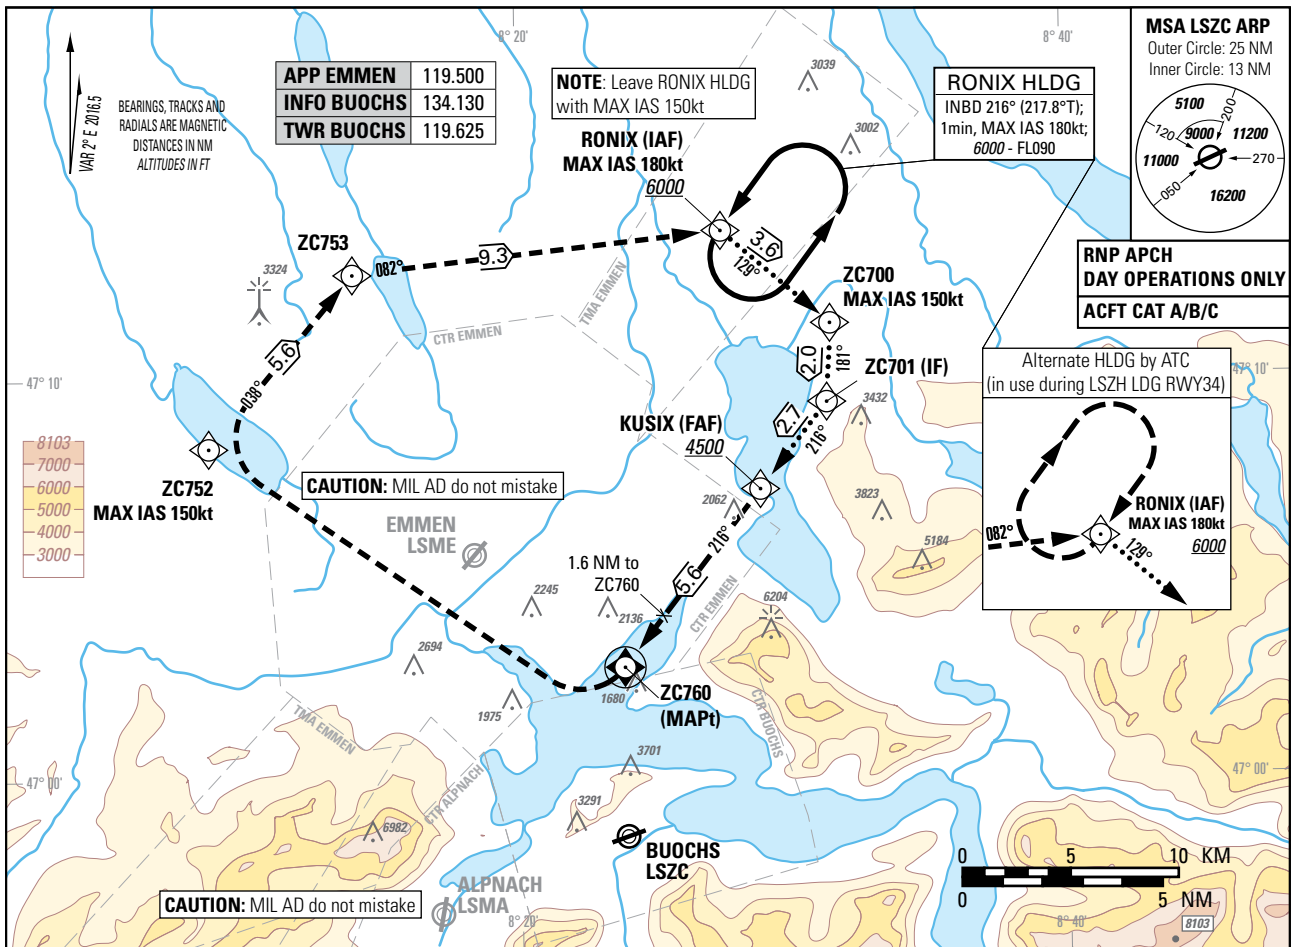 8° 20'
8° 40'
VAR 2° E 2016.5
BEARINGS, TRACKS AND
RADIALS ARE MAGNETIC
DISTANCES IN NM
ALTITUDES IN FT
APP EMMEN 119.500
INFO BUOCHS 134.130
TWR BUOCHS 119.625
NOTE: Leave RONIX HLDG
with MAX IAS 150kt
RONIX (IAF)
MAX IAS 180kt
6000
3039
3002
RONIX HLDG
INBD 216° (217.8°T);
1min, MAX IAS 180kt;
6000 - FL090
MSA LSZC ARP
Outer Circle: 25 NM
Inner Circle: 13 NM
5100
200
120
9000
11200
11000
270
050
16200
RNP APCH
DAY OPERATIONS ONLY
ACFT CAT A/B/C
ZC753
082°
9.3
3.6
129°
3324
TMA EMMEN
CTR EMMEN
ZC700
MAX IAS 150kt
2.0
181°
ZC701 (IF)
5.6
038°
47° 10'
47° 10'
3432
2.7
216°
KUSIX (FAF)
4500
Alternate HLDG by ATC
(in use during LSZH LDG RWY34)
RONIX (IAF)
MAX IAS 180kt
6000
082°
129°
8103
7000
6000
5000
4000
3000
ZC752
MAX IAS 150kt
CAUTION: MIL AD do not mistake
EMMEN
LSME
2062
216°
3823
5184
1.6 NM to
ZC760
5.6
CTR EMMEN
2245
2136
6204
2694
1975
1680
ZC760
(MAPt)
CTR BUOCHS
TMA EMMEN
CTR ALPNACH
3701
3291
47° 00'
47° 00'
6982
BUOCHS
LSZC
ALPNACH
LSMA
CAUTION: MIL AD do not mistake
0 5 10 KM
0 5 NM
8° 20'
8° 40'
8103